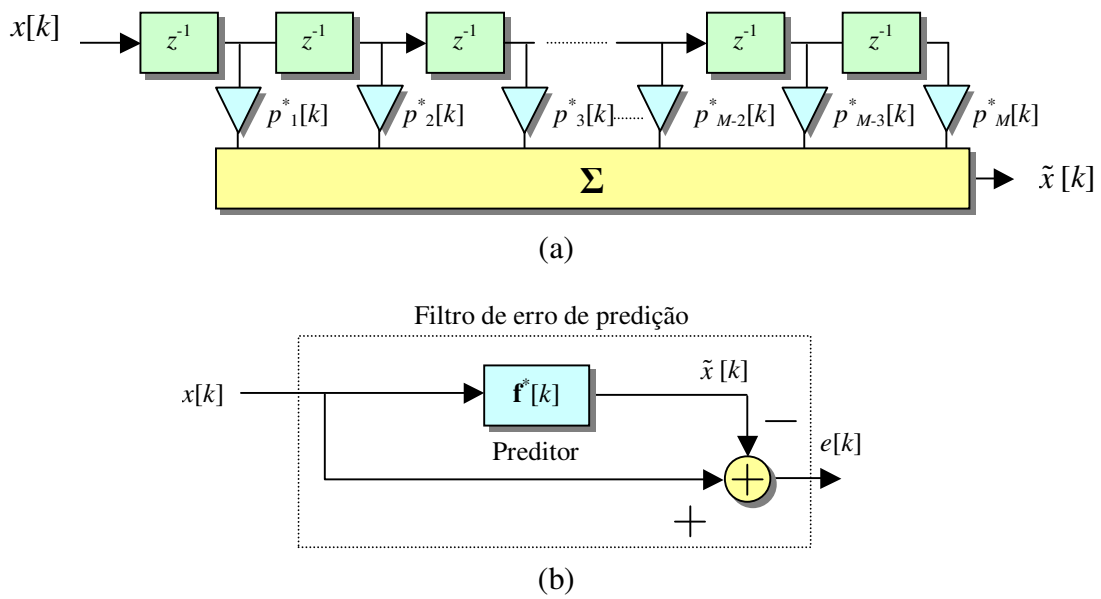 x[k]
z⁻¹ z⁻¹ z⁻¹ z⁻¹ z⁻¹
p*₁[k] p*₂[k] p*₃[k] p*M-2[k] p*M-3[k] p*M[k]
Σ
x̃[k]
(a)
Filtro de erro de predição
x[k]
f*[k]
x̃[k]
−
Preditor
e[k]
+
+
(b)